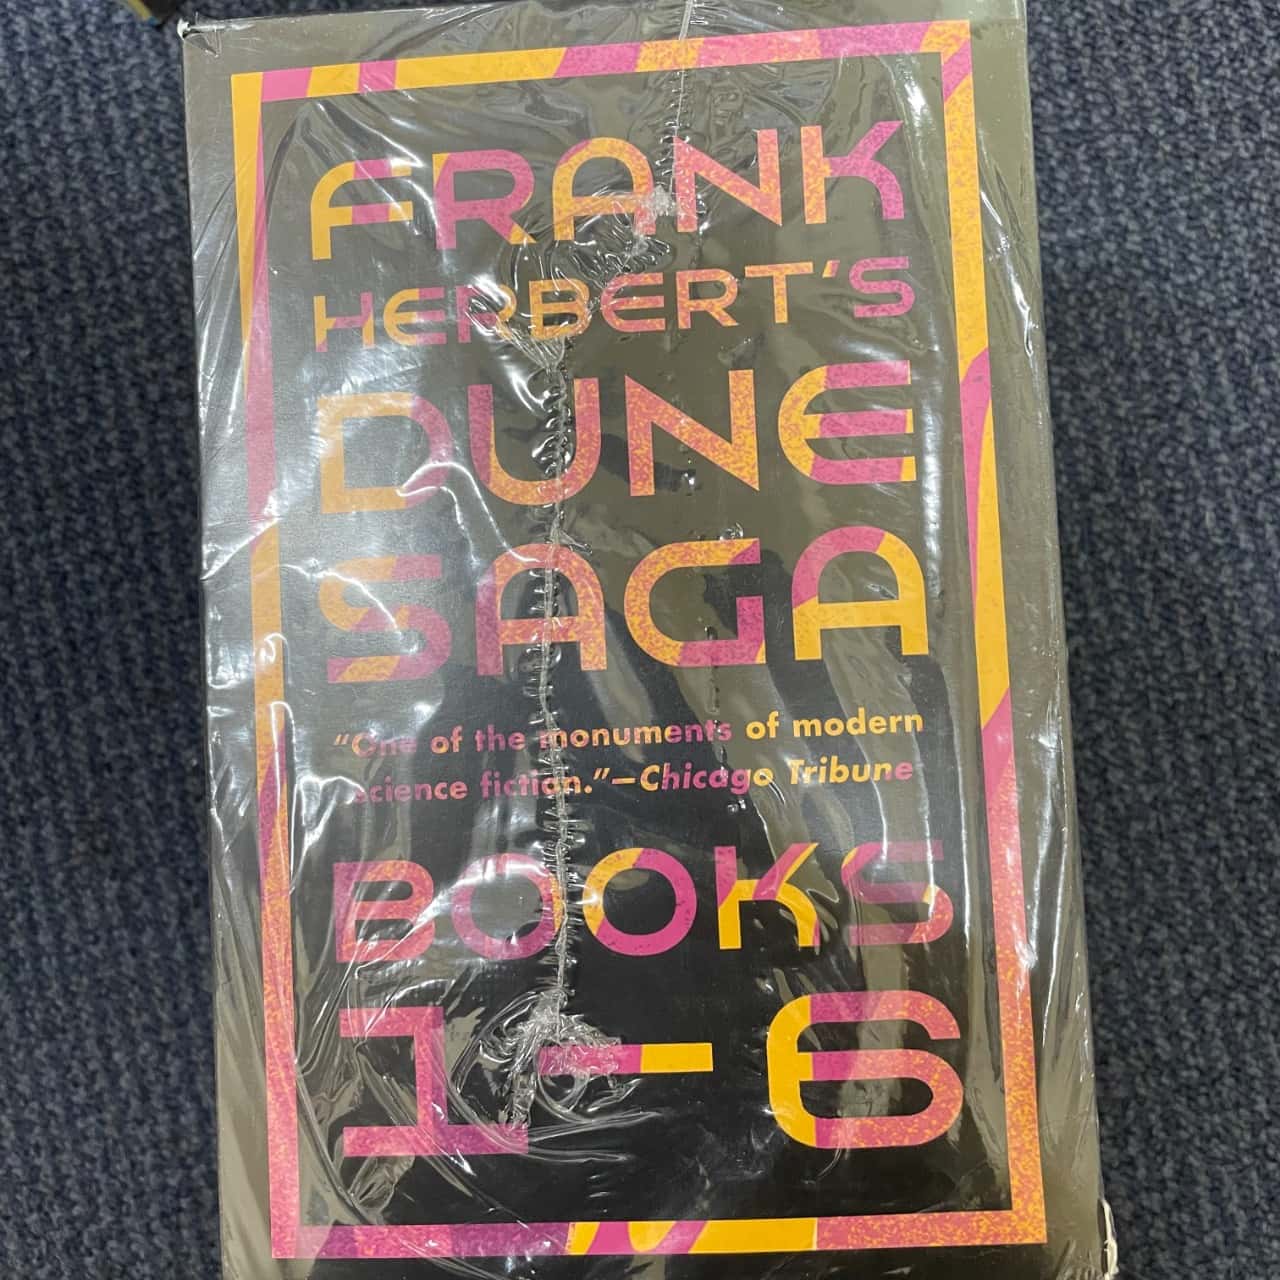 FRANK
HERBERT'S
DUNE
SAGA
"One of the monuments of modern
science fiction."—Chicago Tribune
BOOKS
1–6